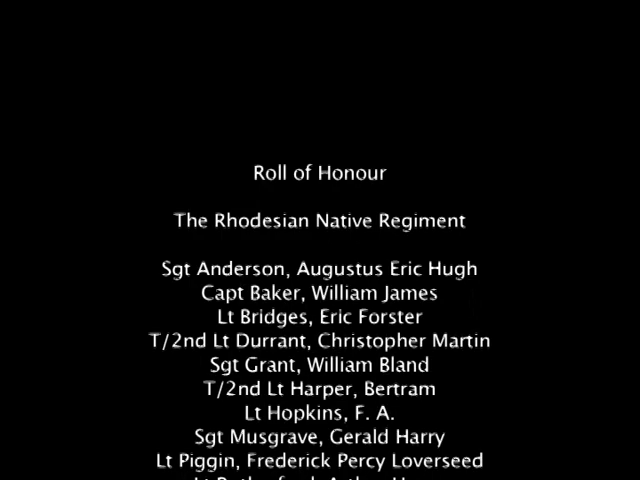 Roll of Honour
The Rhodesian Native Regiment
Sgt Anderson, Augustus Eric Hugh
Capt Baker, William James
Lt Bridges, Eric Forster
T/2nd Lt Durrant, Christopher Martin
Sgt Grant, William Bland
T/2nd Lt Harper, Bertram
Lt Hopkins, F. A.
Sgt Musgrave, Gerald Harry
Lt Piggin, Frederick Percy Loverseed